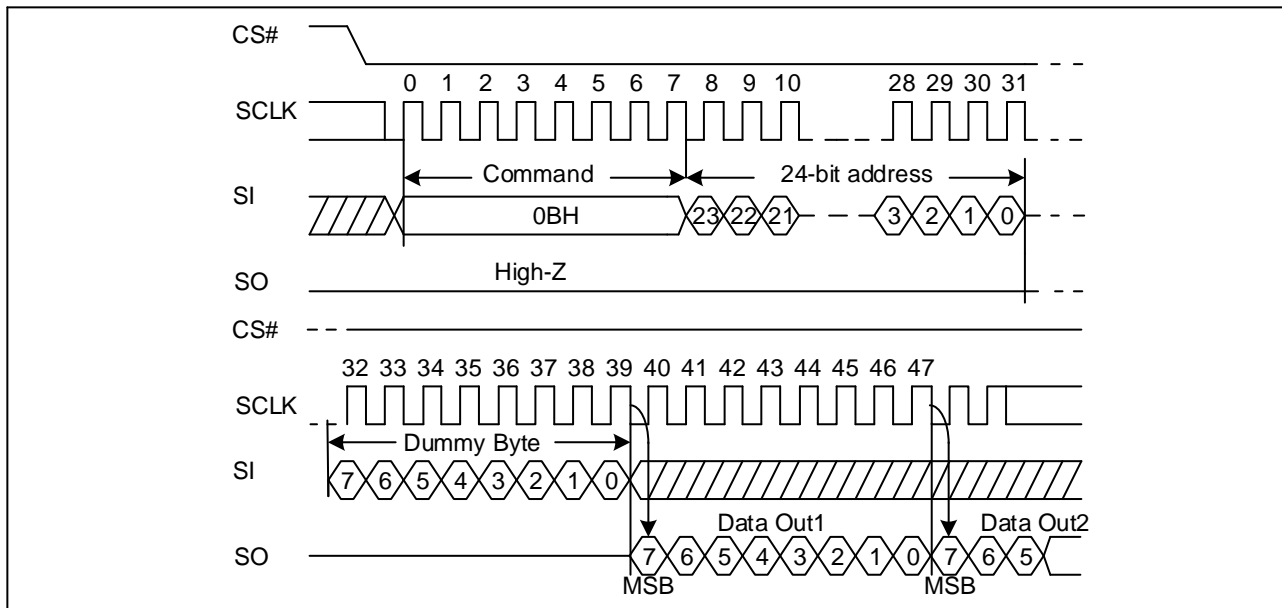 CS#
0 1 2 3 4 5 6 7 8 9 10 28 29 30 31
SCLK
Command 24-bit address
SI
0BH 23 22 21 3 2 1 0
High-Z
SO
CS#
32 33 34 35 36 37 38 39 40 41 42 43 44 45 46 47
SCLK
Dummy Byte
SI
7 6 5 4 3 2 1 0
Data Out1 Data Out2
SO
7 6 5 4 3 2 1 0 7 6 5
MSB MSB